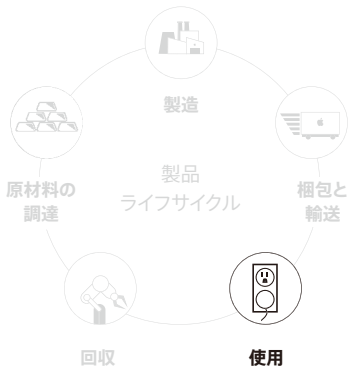 製造
原材料の
調達
製品
ライフサイクル
梱包と
輸送
回収
使用